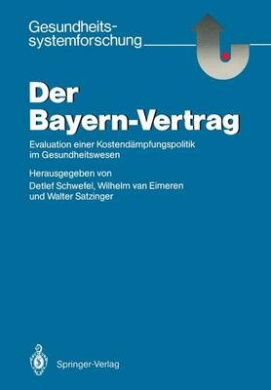 Gesundheits-
systemforschung
Der
Bayern-Vertrag
Evaluation einer Kostendämpfungspolitik
im Gesundheitswesen
Herausgegeben von
Detlef Schwefel, Wilhelm van Eimeren
und Walter Satzinger
Springer-Verlag